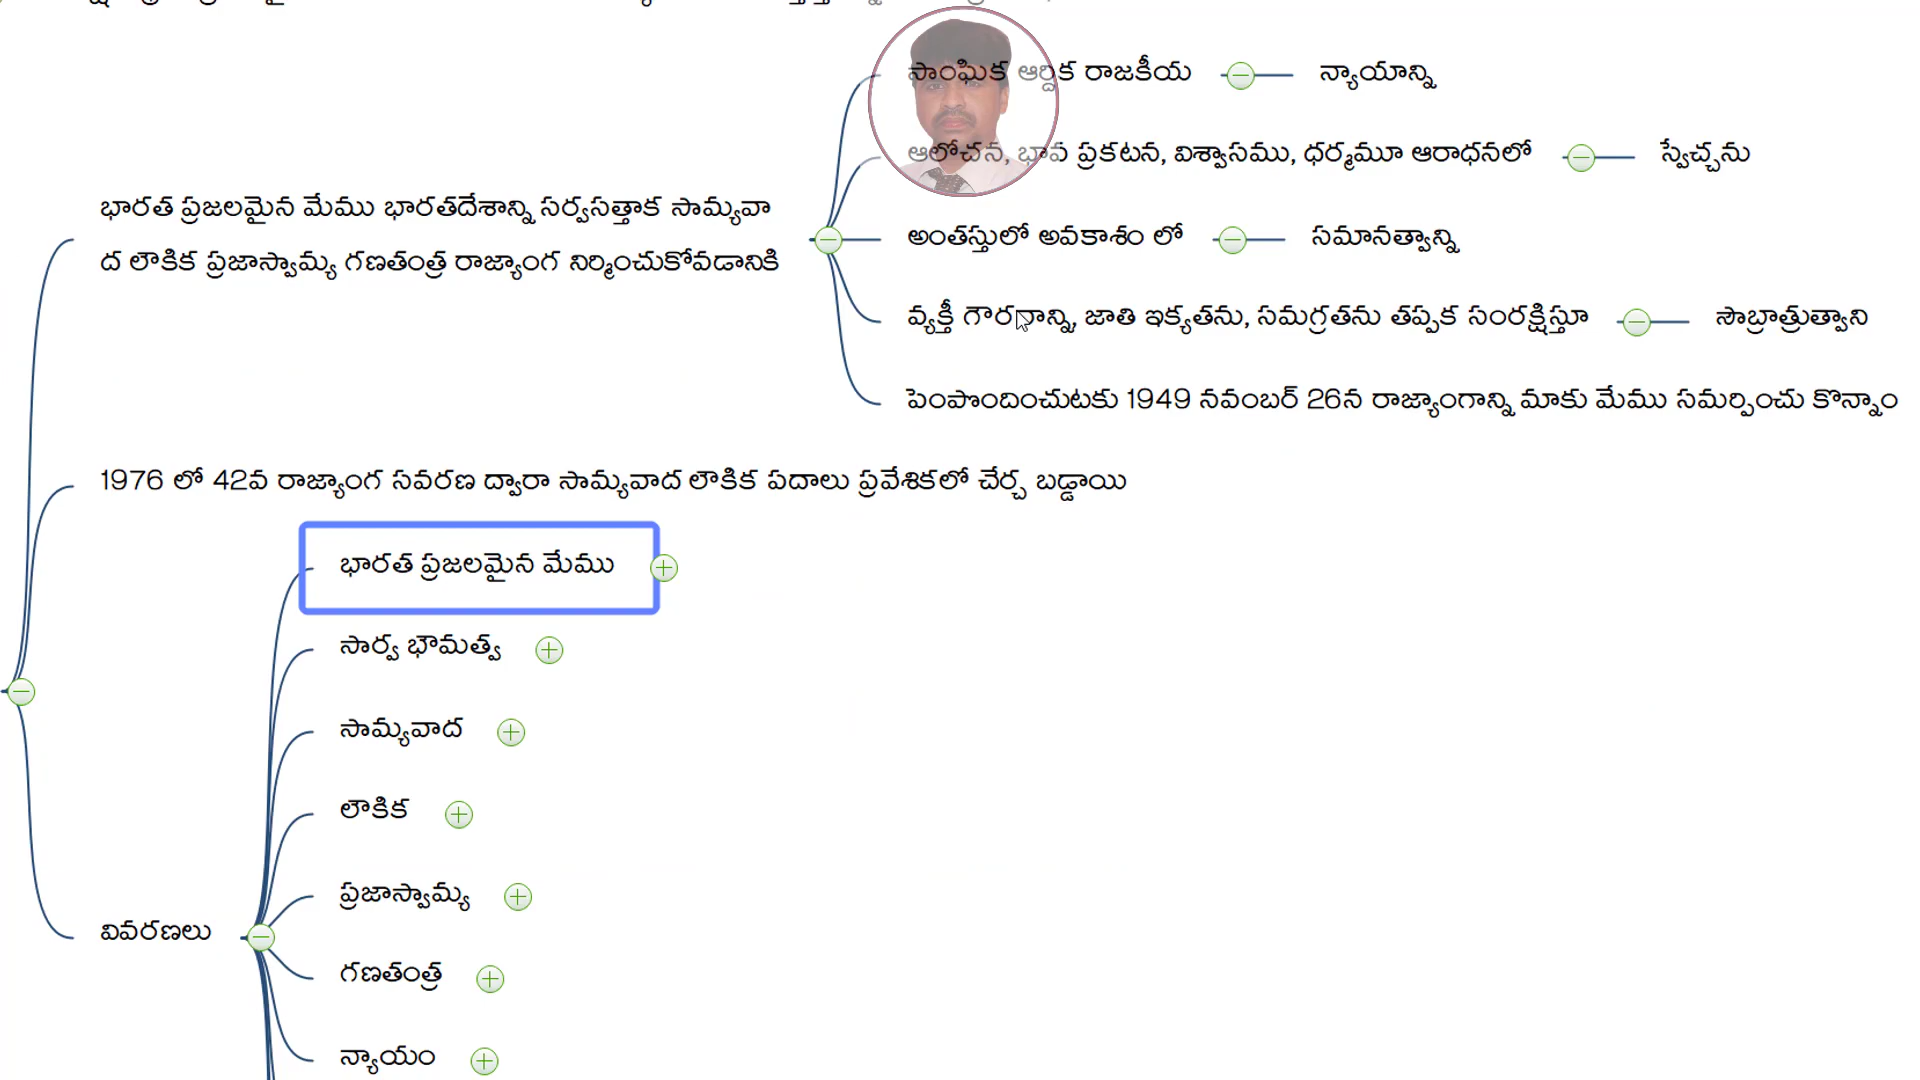 సాంఘిక ఆర్థిక రాజకీయ న్యాయాన్ని
ఆలోచన, భావ ప్రకటన, విశ్వాసము, ధర్మమూ ఆరాధనలో స్వేచ్చను
భారత ప్రజలమైన మేము భారతదేశాన్ని సర్వసత్తాక సామ్యవా
ద లౌకిక ప్రజాస్వామ్య గణతంత్ర రాజ్యాంగ నిర్మించుకోవడానికి
అంతస్తులో అవకాశం లో సమానత్వాన్ని
వ్యక్తీ గౌరవాన్ని, జాతి ఇక్యతను, సమగ్రతను తప్పక సంరక్షిస్తూ సౌభ్రాత్రుత్వాని
పెంపొందించుటకు 1949 నవంబర్ 26న రాజ్యాంగాన్ని మాకు మేము సమర్పించు కొన్నాం
1976 లో 42వ రాజ్యాంగ సవరణ ద్వారా సామ్యవాద లౌకిక పదాలు ప్రవేశికలో చేర్చ బడ్డాయి
భారత ప్రజలమైన మేము
సార్వ భౌమత్వ
సామ్యవాద
లౌకిక
ప్రజాస్వామ్య
వివరణలు
గణతంత్ర
న్యాయం